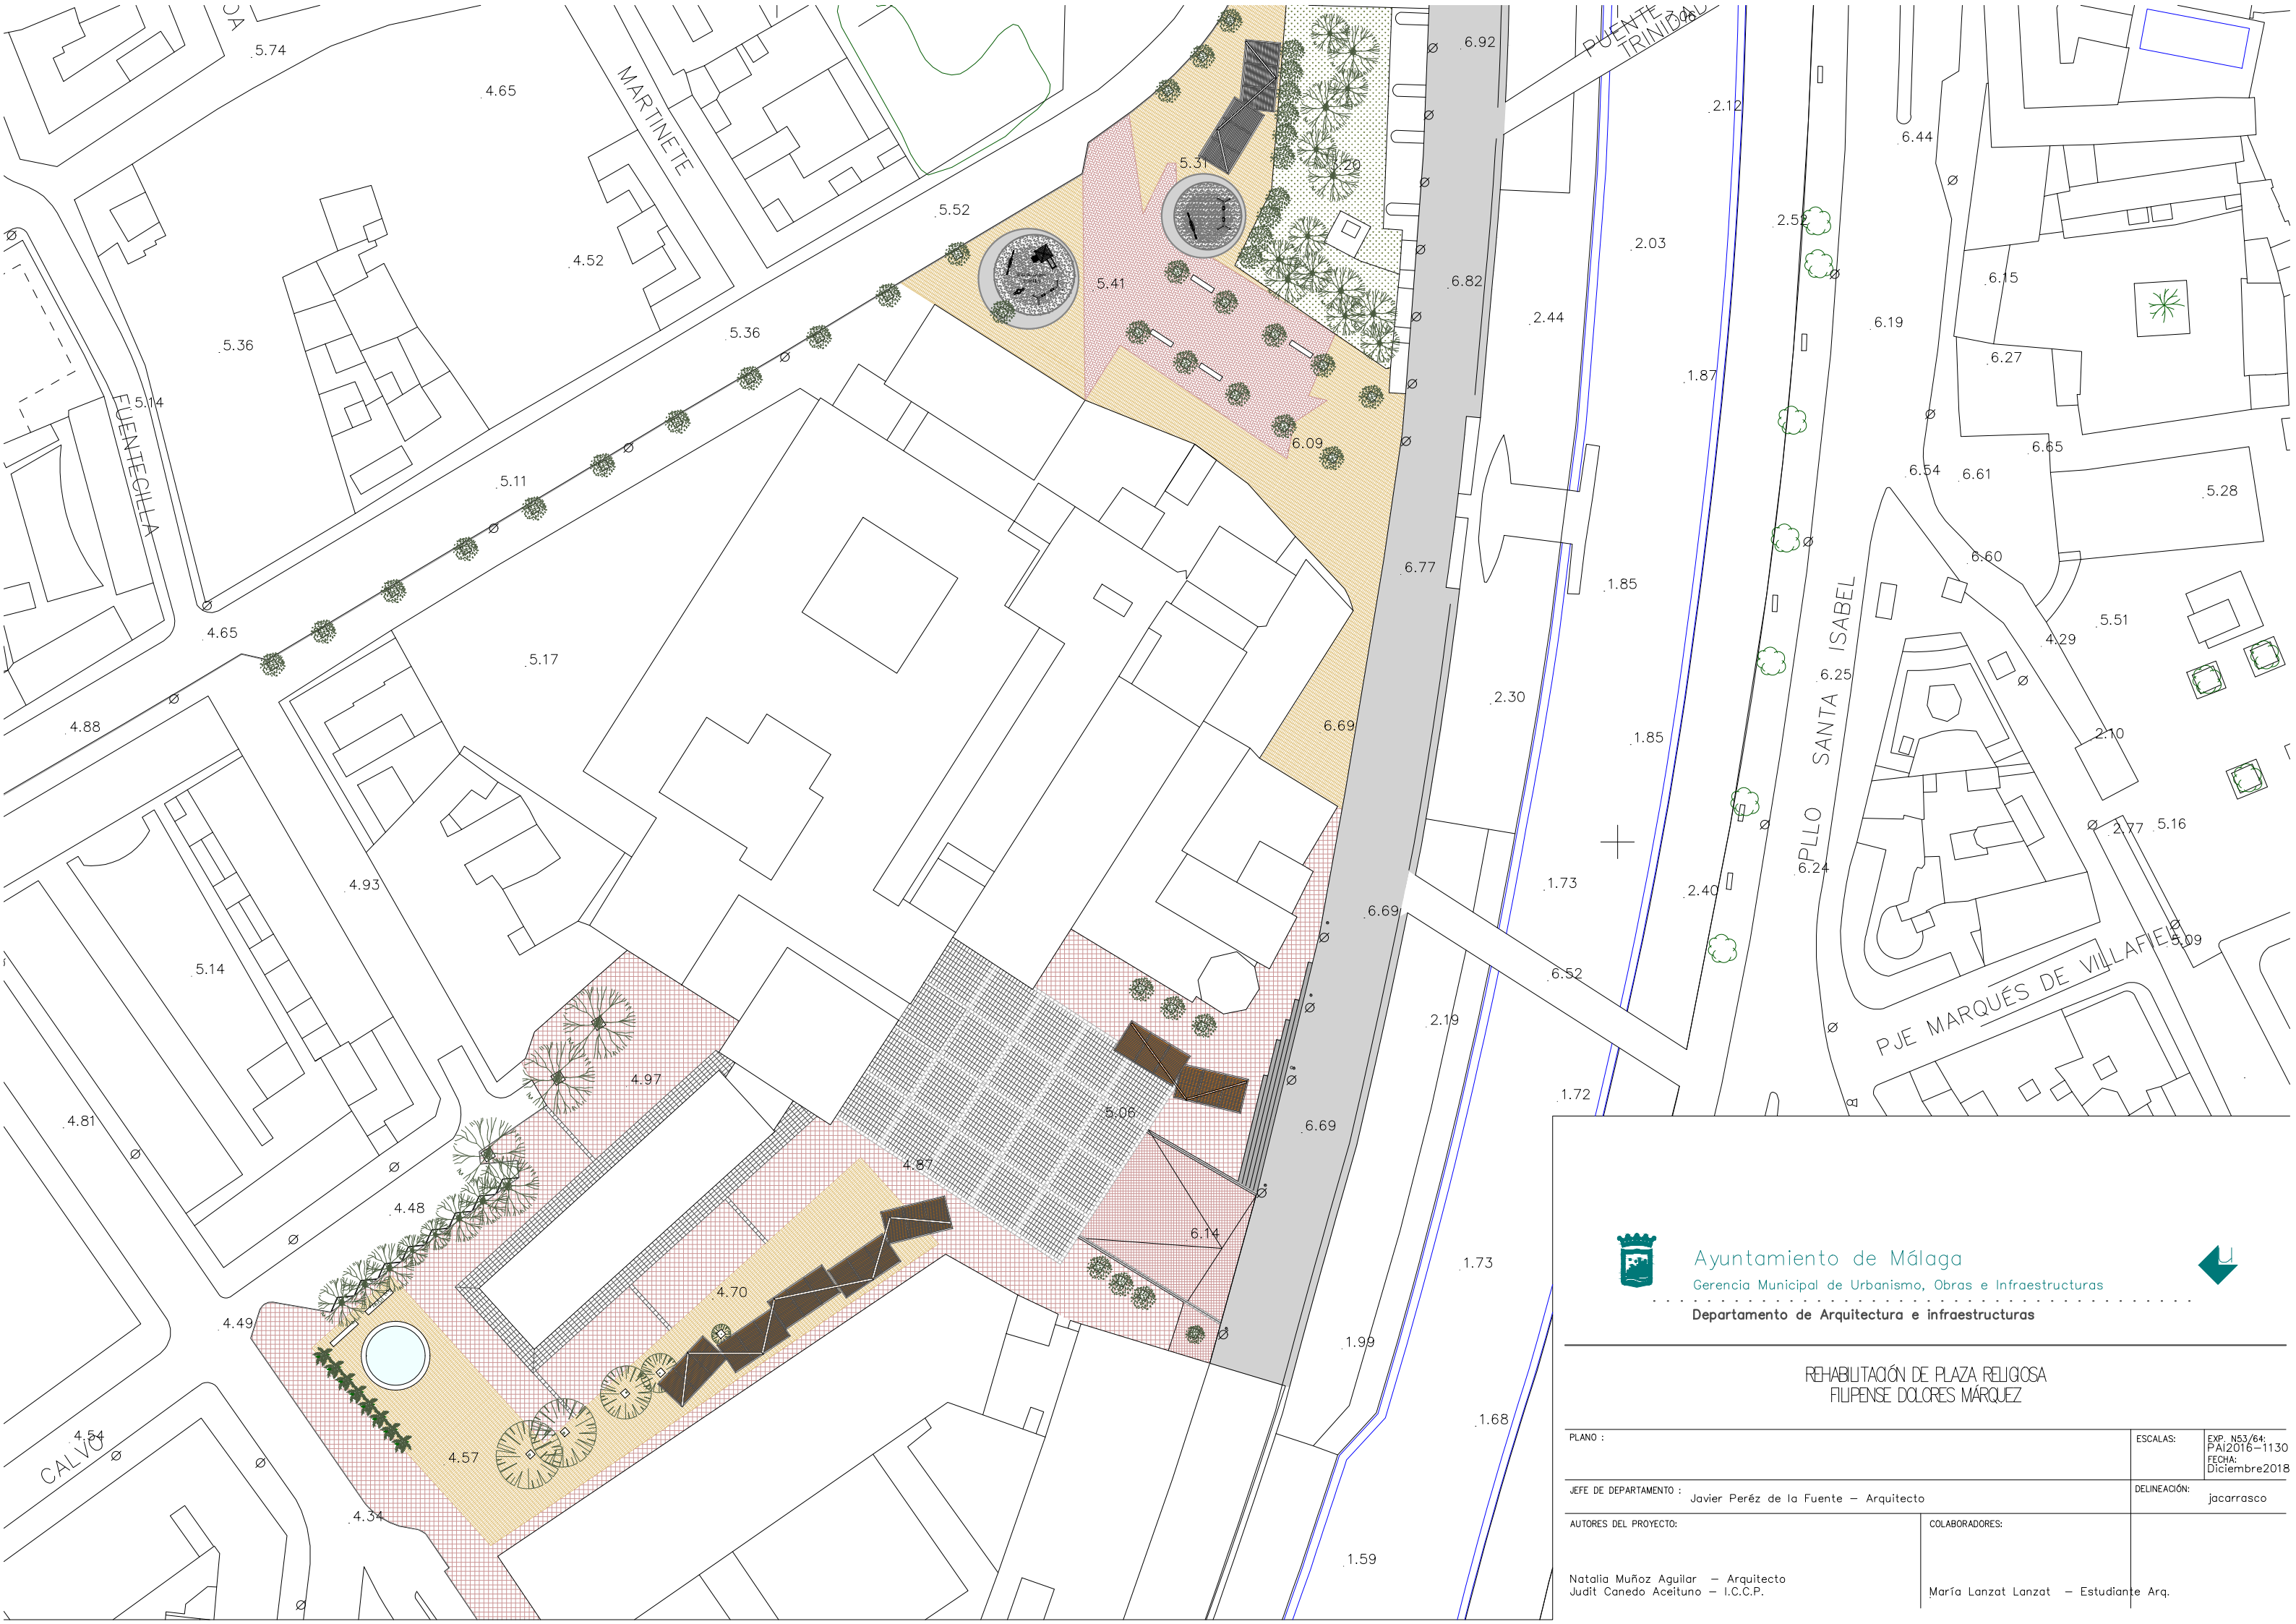 5.74
4.65
MARTINETE
6.92
PUENTE
TRINIDAD
2.12
6.44
5.31
5.52
2.52
4.52
2.03
5.41
6.82
6.15
5.36
5.36
2.44
6.19
6.27
1.87
5.14
FUENTECILLA
6.09
6.65
6.54
6.61
5.11
5.28
6.60
6.77
1.85
5.51
4.65
4.29
5.17
PLLO SANTA ISABEL
6.25
2.30
4.88
6.69
1.85
2.10
2.77
5.16
4.93
1.73
6.24
2.40
6.69
5.09
5.14
6.52
PJE MARQUÉS DE VILLAFIEL
2.19
4.97
1.72
5.06
4.81
6.69
4.87
4.48
6.14
1.73
4.70
4.49
1.99
1.68
4.54
CALVO
4.57
4.34
1.59
Ayuntamiento de Málaga
Gerencia Municipal de Urbanismo, Obras e Infraestructuras
Departamento de Arquitectura e infraestructuras
REHABILITACIÓN DE PLAZA RELIGIOSA
FILIPENSE DOLORES MÁRQUEZ
PLANO :
ESCALAS:
EXP. N53/64:
PAI2016-1130
FECHA:
Diciembre2018
JEFE DE DEPARTAMENTO :
Javier Peréz de la Fuente - Arquitecto
DELINEACIÓN:
jacarrasco
AUTORES DEL PROYECTO:
COLABORADORES:
Natalia Muñoz Aguilar - Arquitecto
Judit Canedo Aceituno - I.C.C.P.
María Lanzat Lanzat - Estudiante Arq.